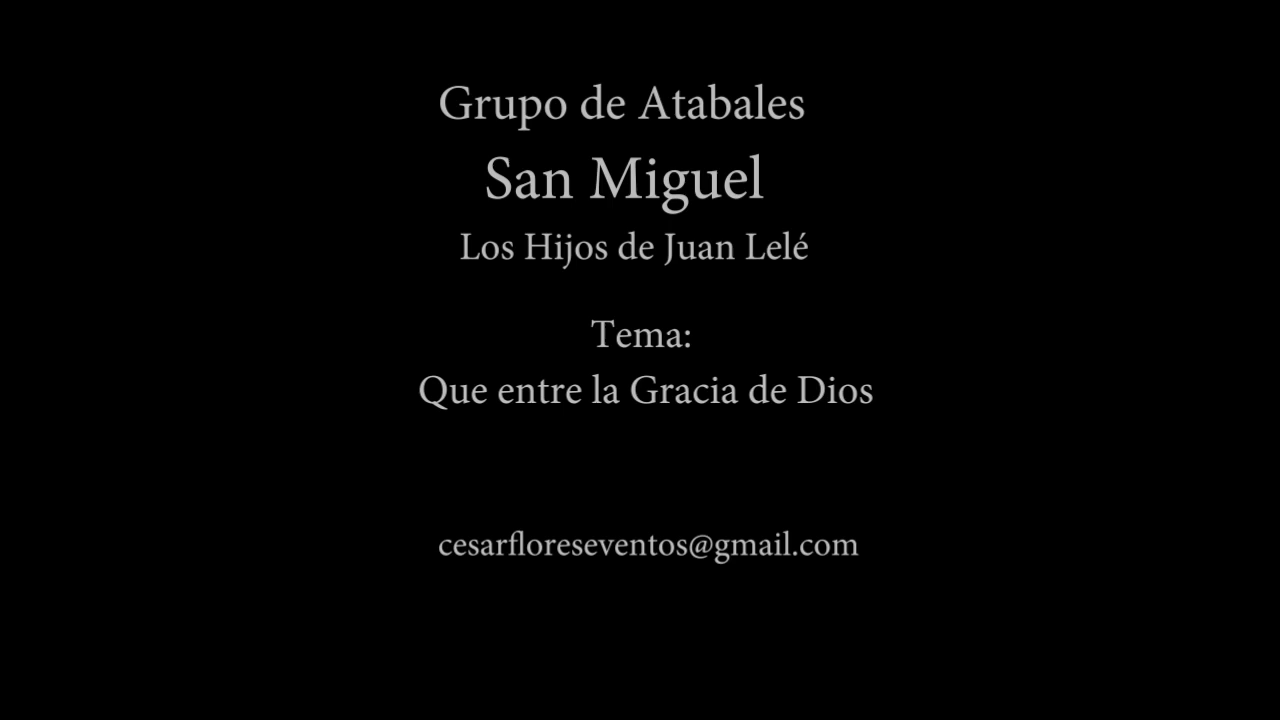 Grupo de Atabales
San Miguel
Los Hijos de Juan Lelé
Tema:
Que entre la Gracia de Dios
cesarfloreseventos@gmail.com